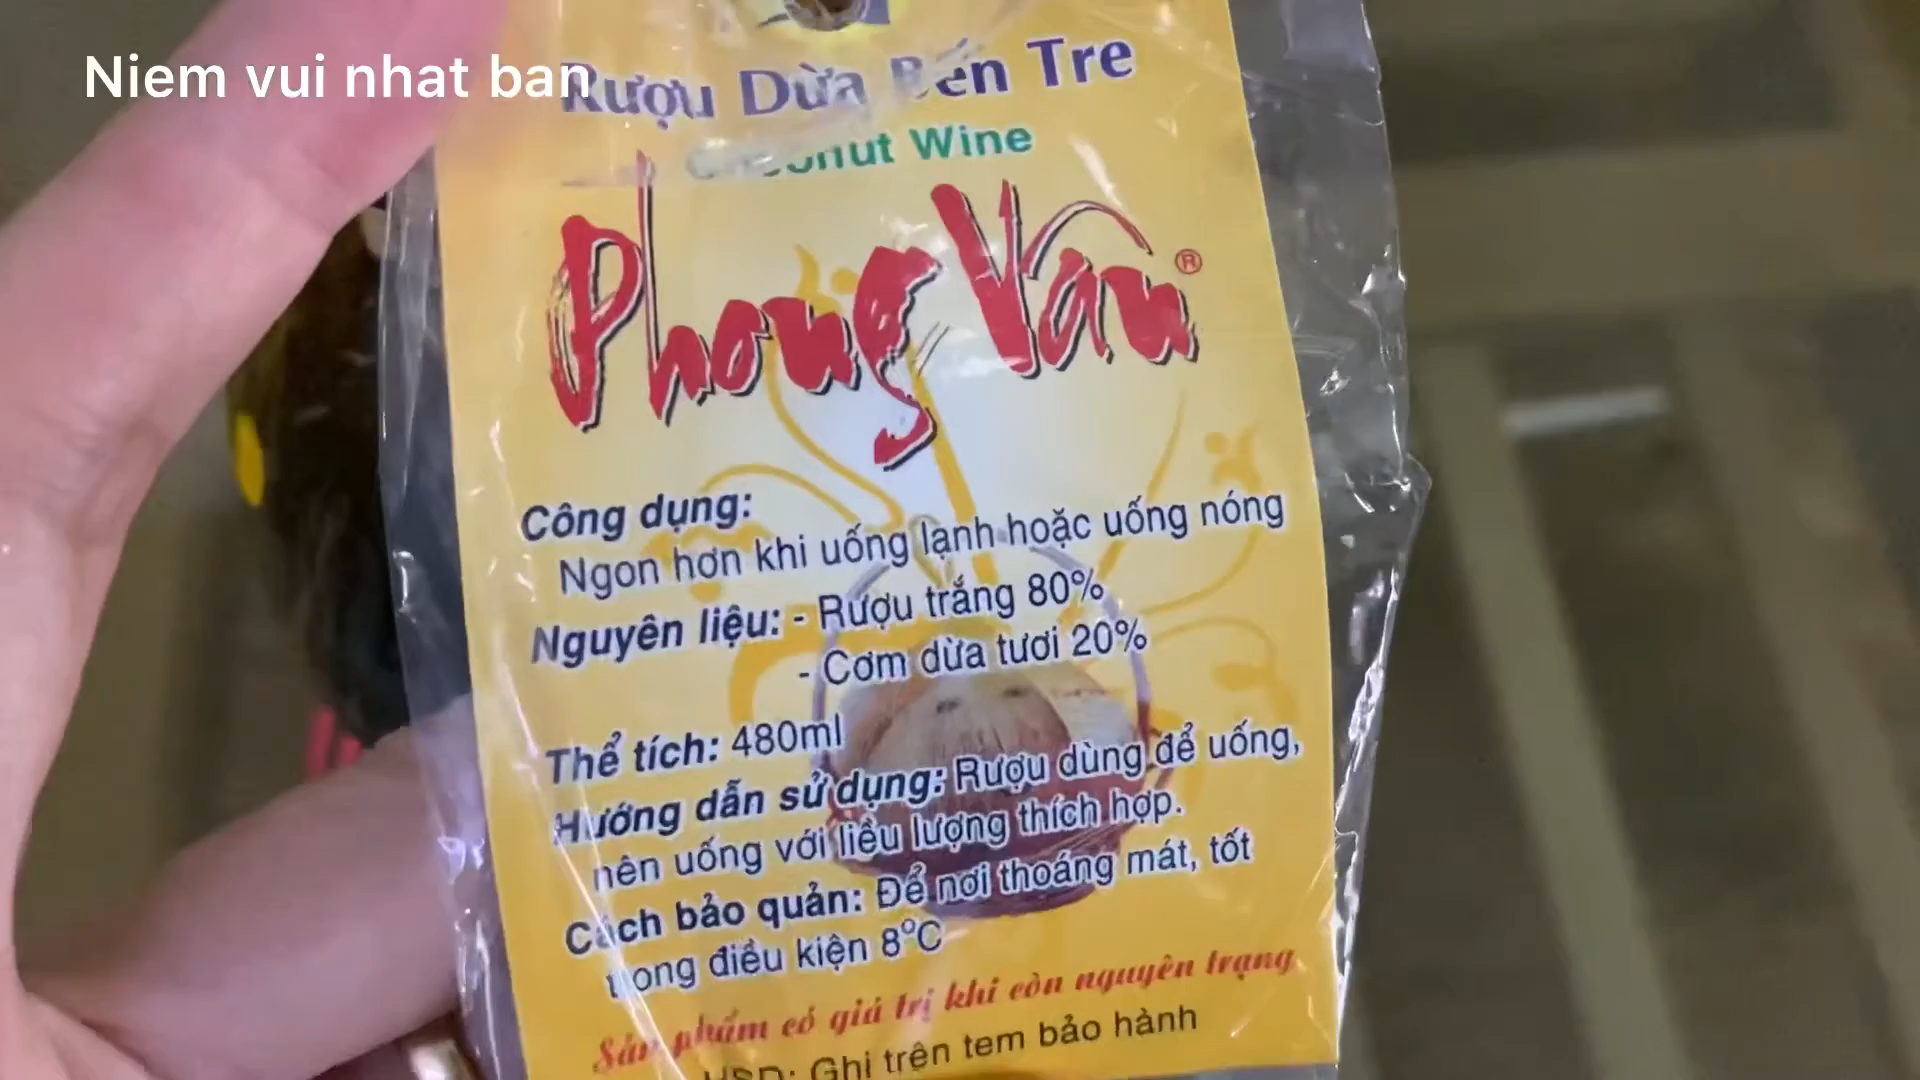 Niem vui nhat ban
Rượu Dừa Bến Tre
Coconut Wine
Phong Vân®
Công dụng:
Ngon hơn khi uống lạnh hoặc uống nóng
Nguyên liệu: - Rượu trắng 80%
- Cơm dừa tươi 20%
Thể tích: 480ml
Hướng dẫn sử dụng: Rượu dùng để uống,
nên uống với liều lượng thích hợp.
Cách bảo quản: Để nơi thoáng mát, tốt
trong điều kiện 8°C
Sản phẩm có giá trị khi còn nguyên trạng
HSD: Ghi trên tem bảo hành